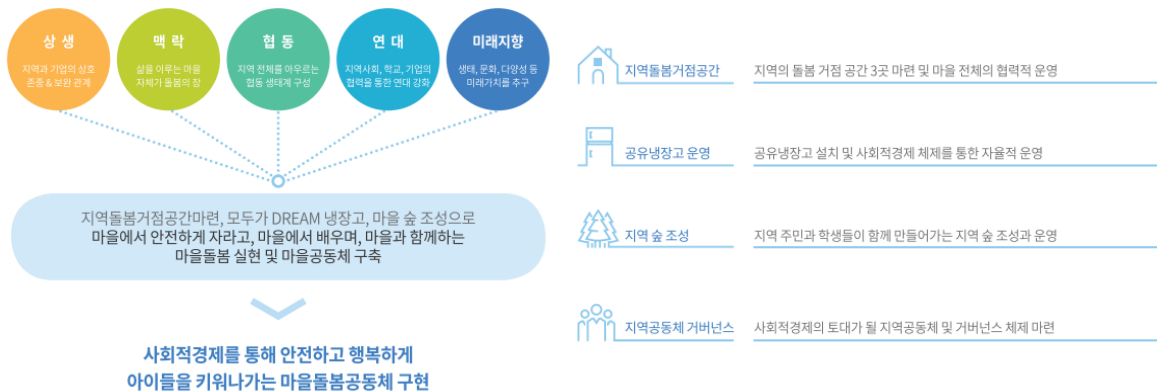 상 생
지역과 기업의 상호
존중 & 보완 관계
맥 락
삶을 이루는 마을
자체가 돌봄의 장
협 동
지역 전체를 아우르는
협동 생태계 구성
연 대
지역사회, 학교, 기업의
협력을 통한 연대 강화
미래지향
생태, 문화, 다양성 등
미래가치를 추구
지역돌봄거점공간마련, 모두가 DREAM 냉장고, 마을 숲 조성으로
마을에서 안전하게 자라고, 마을에서 배우며, 마을과 함께하는
마을돌봄 실현 및 마을공동체 구축
사회적경제를 통해 안전하고 행복하게
아이들을 키워나가는 마을돌봄공동체 구현
지역돌봄거점공간
지역의 돌봄 거점 공간 3곳 마련 및 마을 전체의 협력적 운영
공유냉장고 운영
공유냉장고 설치 및 사회적경제 체제를 통한 자율적 운영
지역 숲 조성
지역 주민과 학생들이 함께 만들어가는 지역 숲 조성과 운영
지역공동체 거버넌스
사회적경제의 토대가 될 지역공동체 및 거버넌스 체제 마련